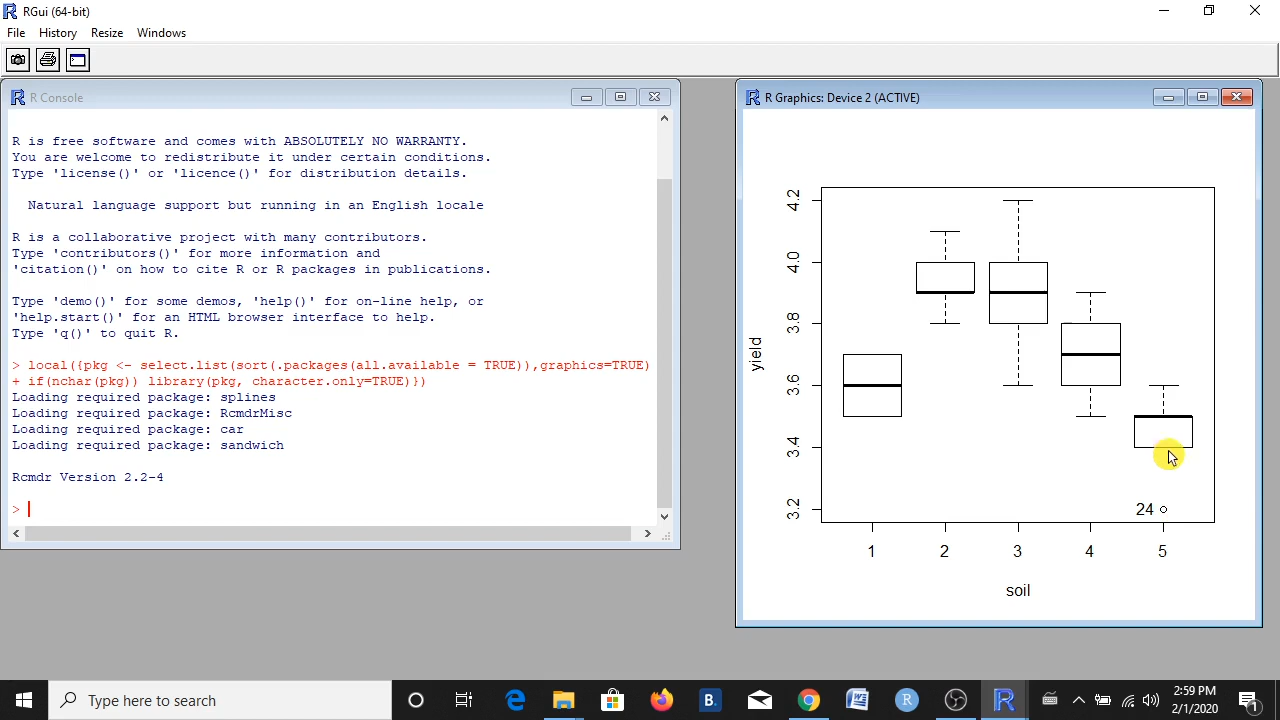 RGui (64-bit)
File History Resize Windows
R Console
R is free software and comes with ABSOLUTELY NO WARRANTY.
You are welcome to redistribute it under certain conditions.
Type 'license()' or 'licence()' for distribution details.
Natural language support but running in an English locale
R is a collaborative project with many contributors.
Type 'contributors()' for more information and
'citation()' on how to cite R or R packages in publications.
Type 'demo()' for some demos, 'help()' for on-line help, or
'help.start()' for an HTML browser interface to help.
Type 'q()' to quit R.
> local({pkg <- select.list(sort(.packages(all.available = TRUE)),graphics=TRUE)
+ if(nchar(pkg)) library(pkg, character.only=TRUE)})
Loading required package: splines
Loading required package: RcmdrMisc
Loading required package: car
Loading required package: sandwich
Rcmdr Version 2.2-4
>
R Graphics: Device 2 (ACTIVE)
4.2
4.0
3.8
3.6
3.4
3.2
yield
24
1 2 3 4 5
soil
Type here to search
2:59 PM
2/1/2020